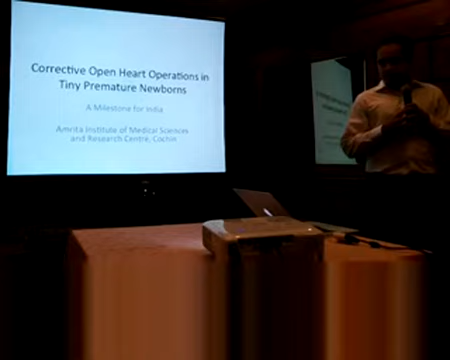 Corrective Open Heart Operations in
Tiny Premature Newborns
A Milestone for India
Amrita Institute of Medical Sciences
and Research Centre, Cochin